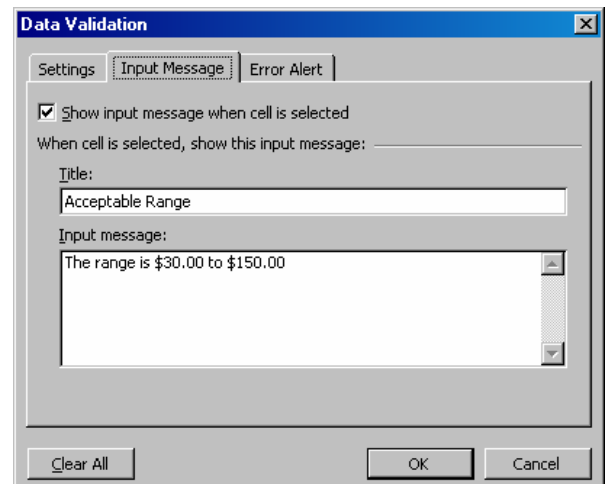 Data Validation
Settings Input Message Error Alert
Show input message when cell is selected
When cell is selected, show this input message:
Title:
Acceptable Range
Input message:
The range is $30.00 to $150.00
Clear All OK Cancel